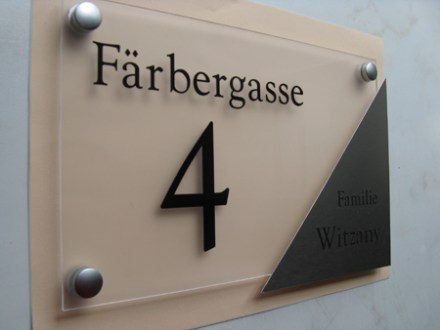 Färbergasse
4
Familie
Witzany